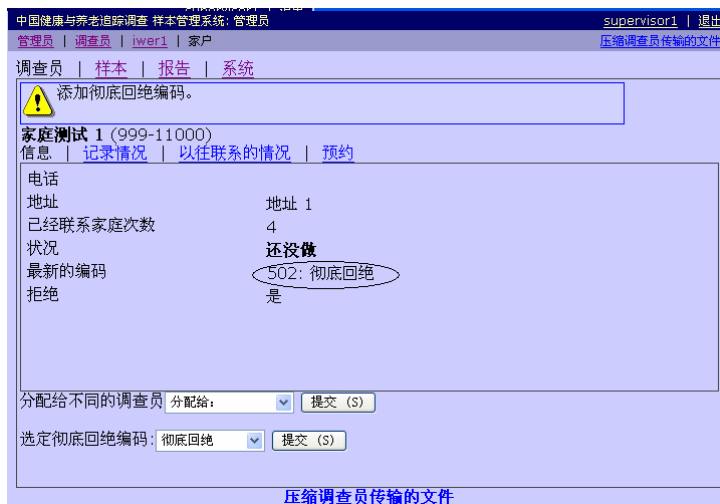 中国健康与养老追踪调查 样本管理系统: 管理员 supervisor1 | 退出
管理员 | 调查员 | iwer1 | 家户 压缩调查员传输的文件
调查员 | 样本 | 报告 | 系统
添加彻底回绝编码。
家庭测试 1 (999-11000)
信息 | 记录情况 | 以往联系的情况 | 预约
电话
地址 地址 1
已经联系家庭次数 4
状况 还没做
最新的编码 502: 彻底回绝
拒绝 是
分配给不同的调查员 分配给: 提交 (S)
选定彻底回绝编码: 彻底回绝 提交 (S)
压缩调查员传输的文件